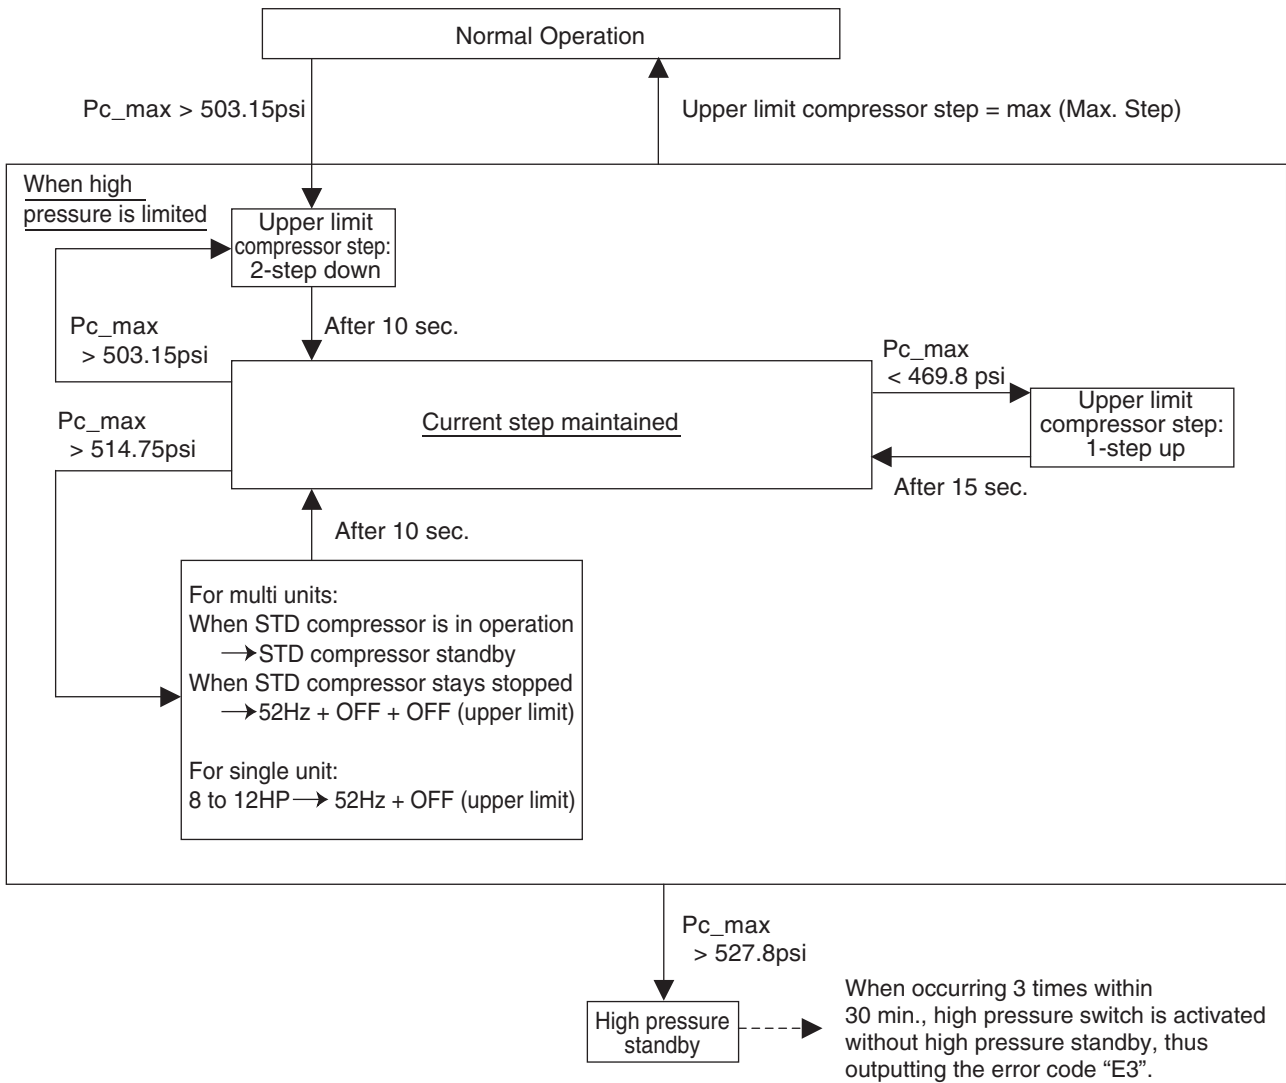 Normal Operation
Pc_max > 503.15psi
Upper limit compressor step = max (Max. Step)
When high
pressure is limited
Upper limit
compressor step:
2-step down
After 10 sec.
Pc_max
> 503.15psi
Pc_max
< 469.8 psi
Upper limit
compressor step:
1-step up
Current step maintained
Pc_max
> 514.75psi
After 15 sec.
After 10 sec.
For multi units:
When STD compressor is in operation
→STD compressor standby
When STD compressor stays stopped
→52Hz + OFF + OFF (upper limit)
For single unit:
8 to 12HP→ 52Hz + OFF (upper limit)
Pc_max
> 527.8psi
High pressure
standby
When occurring 3 times within
30 min., high pressure switch is activated
without high pressure standby, thus
outputting the error code “E3”.